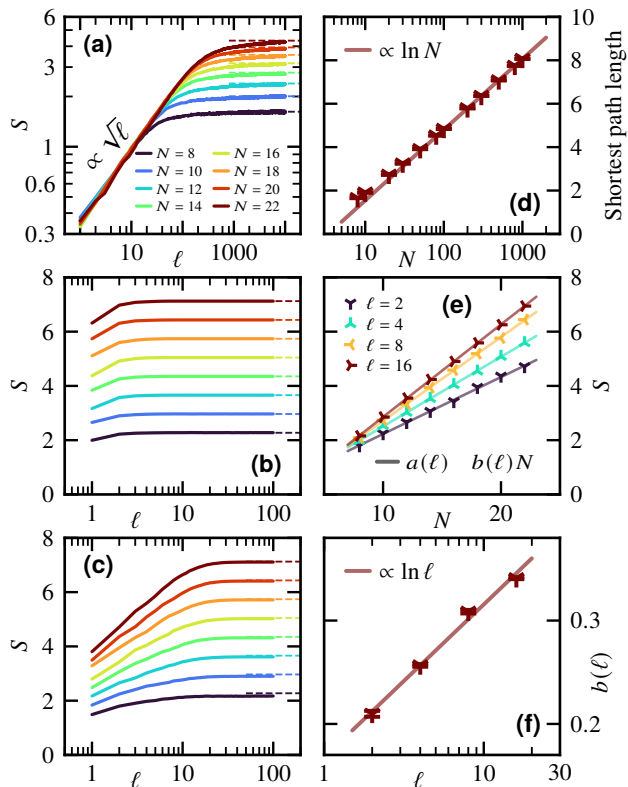 (a)
S
6
3
1
0.6
0.3
∝ √ℓ
N = 8
N = 10
N = 12
N = 14
N = 16
N = 18
N = 20
N = 22
10
1000
ℓ
(d)
∝ ln N
Shortest path length
10
8
6
4
2
0
10
100
1000
N
(b)
S
8
6
4
2
0
1
10
100
ℓ
(e)
ℓ = 2
ℓ = 4
ℓ = 8
ℓ = 16
a(ℓ) b(ℓ)N
S
8
6
4
2
0
10
20
N
(c)
S
8
6
4
2
0
1
10
100
ℓ
(f)
∝ ln ℓ
b(ℓ)
0.3
0.2
1
10
30
ℓ